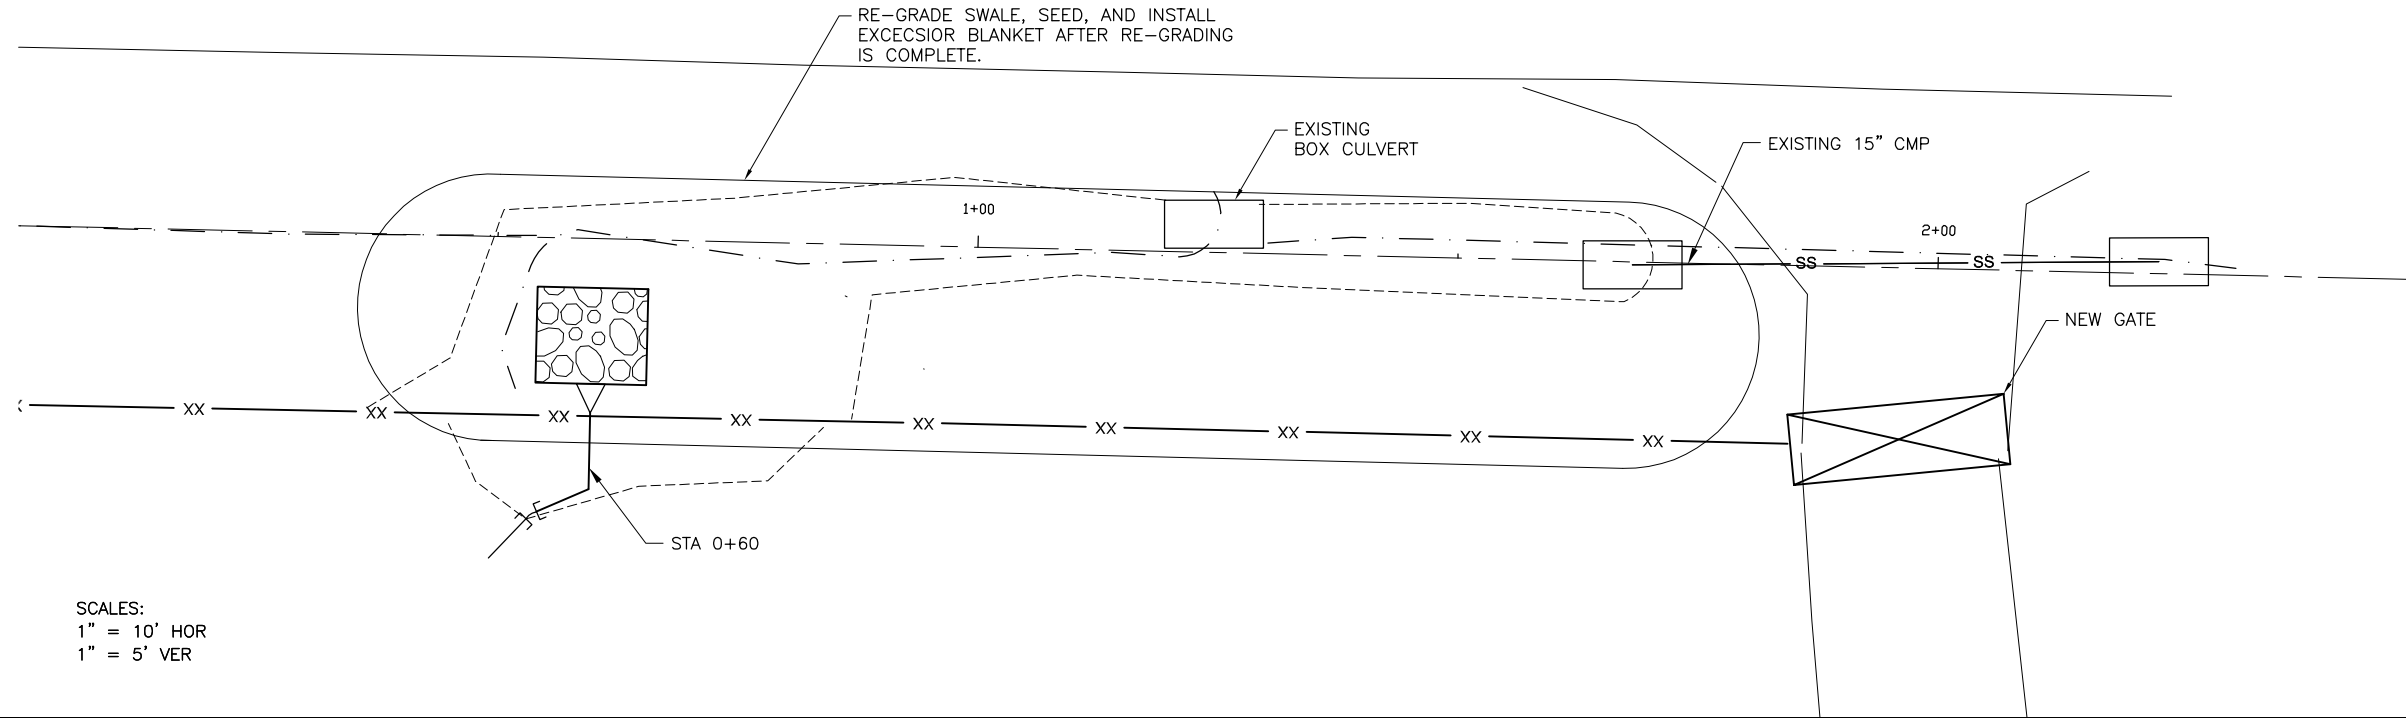 RE-GRADE SWALE, SEED, AND INSTALL
EXCECSIOR BLANKET AFTER RE-GRADING
IS COMPLETE.
EXISTING
BOX CULVERT
EXISTING 15" CMP
1+00
2+00
SS SS
NEW GATE
XX XX XX XX XX XX XX XX XX
STA 0+60
SCALES:
1" = 10' HOR
1" = 5' VER